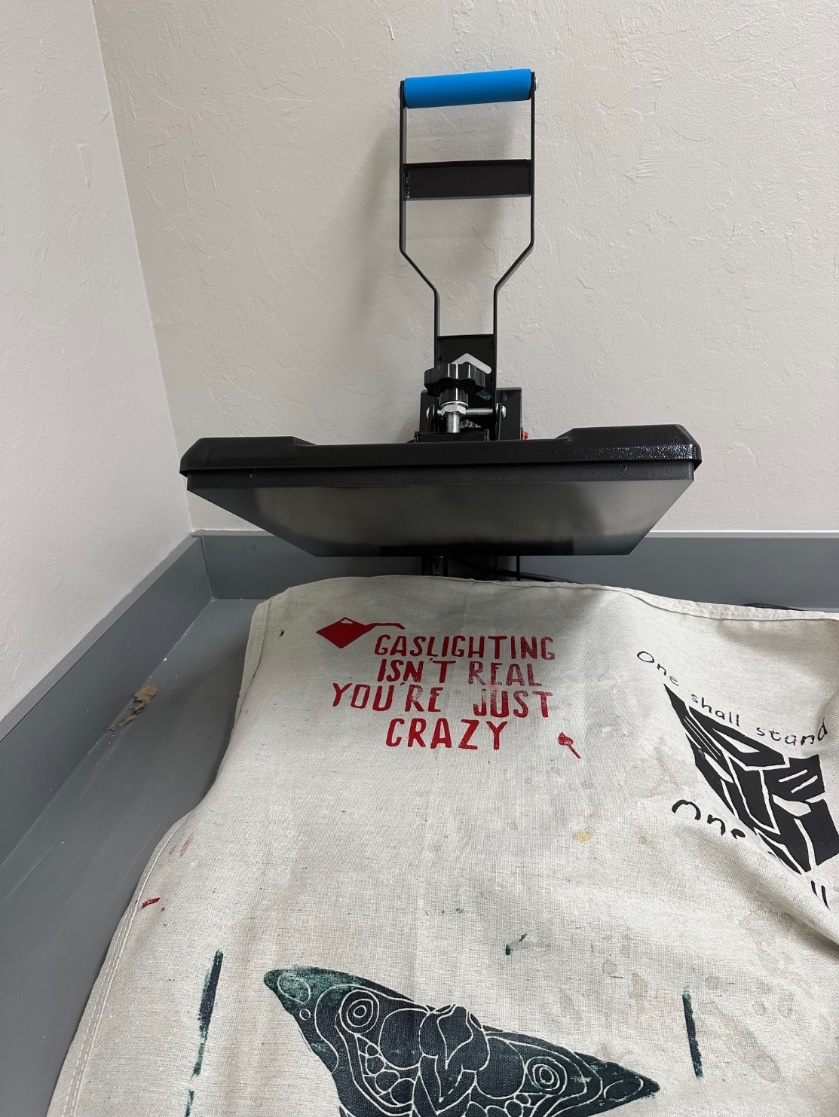 GASLIGHTING
ISN'T REAL
YOU'RE JUST
CRAZY
One shall stand
One